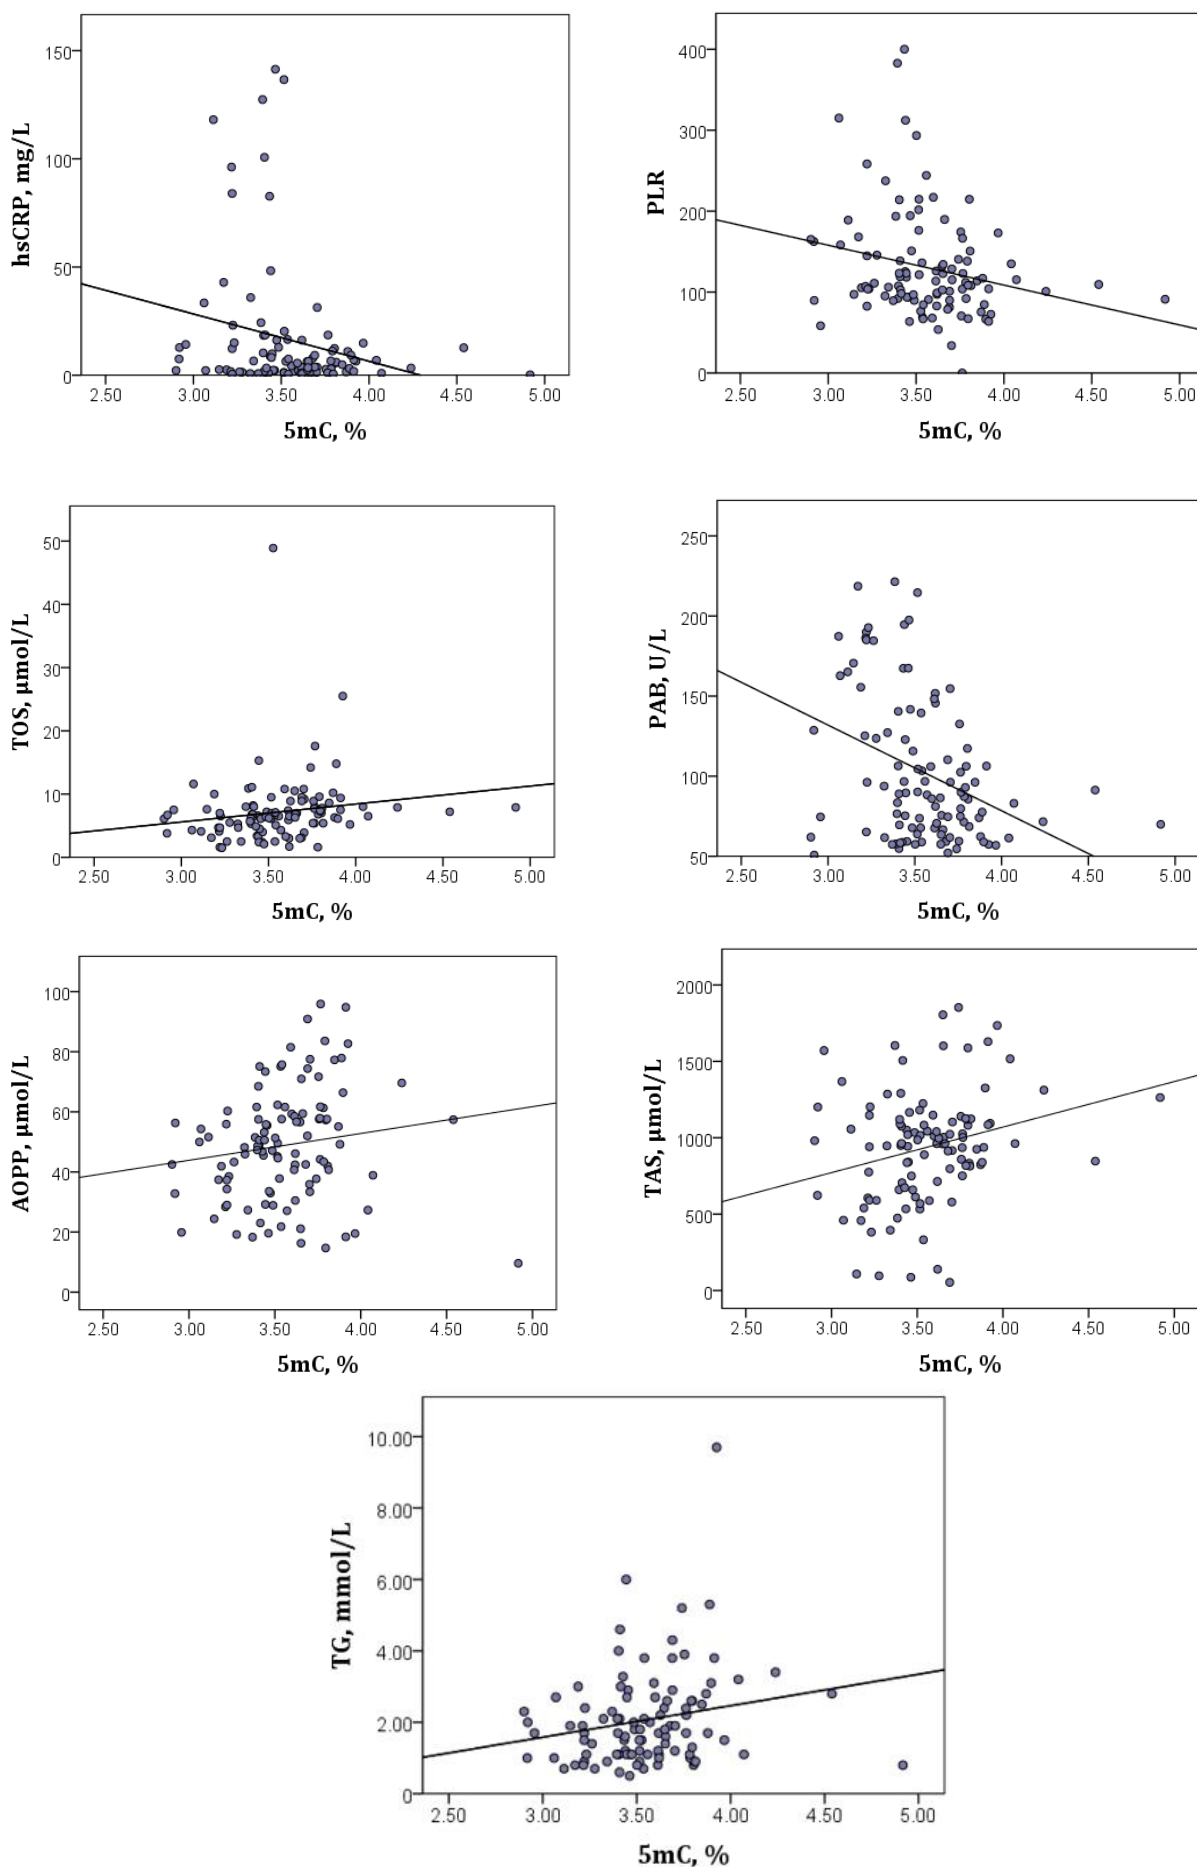 hsCRP, mg/L
150
100
50
0
2.50 3.00 3.50 4.00 4.50 5.00
5mC, %
PLR
400
300
200
100
0
2.50 3.00 3.50 4.00 4.50 5.00
5mC, %
TOS, µmol/L
50
40
30
20
10
0
2.50 3.00 3.50 4.00 4.50 5.00
5mC, %
PAB, U/L
250
200
150
100
50
2.50 3.00 3.50 4.00 4.50 5.00
5mC, %
AOPP, µmol/L
100
80
60
40
20
0
2.50 3.00 3.50 4.00 4.50 5.00
5mC, %
TAS, µmol/L
2000
1500
1000
500
0
2.50 3.00 3.50 4.00 4.50 5.00
5mC, %
TG, mmol/L
10.00
8.00
6.00
4.00
2.00
0
2.50 3.00 3.50 4.00 4.50 5.00
5mC, %